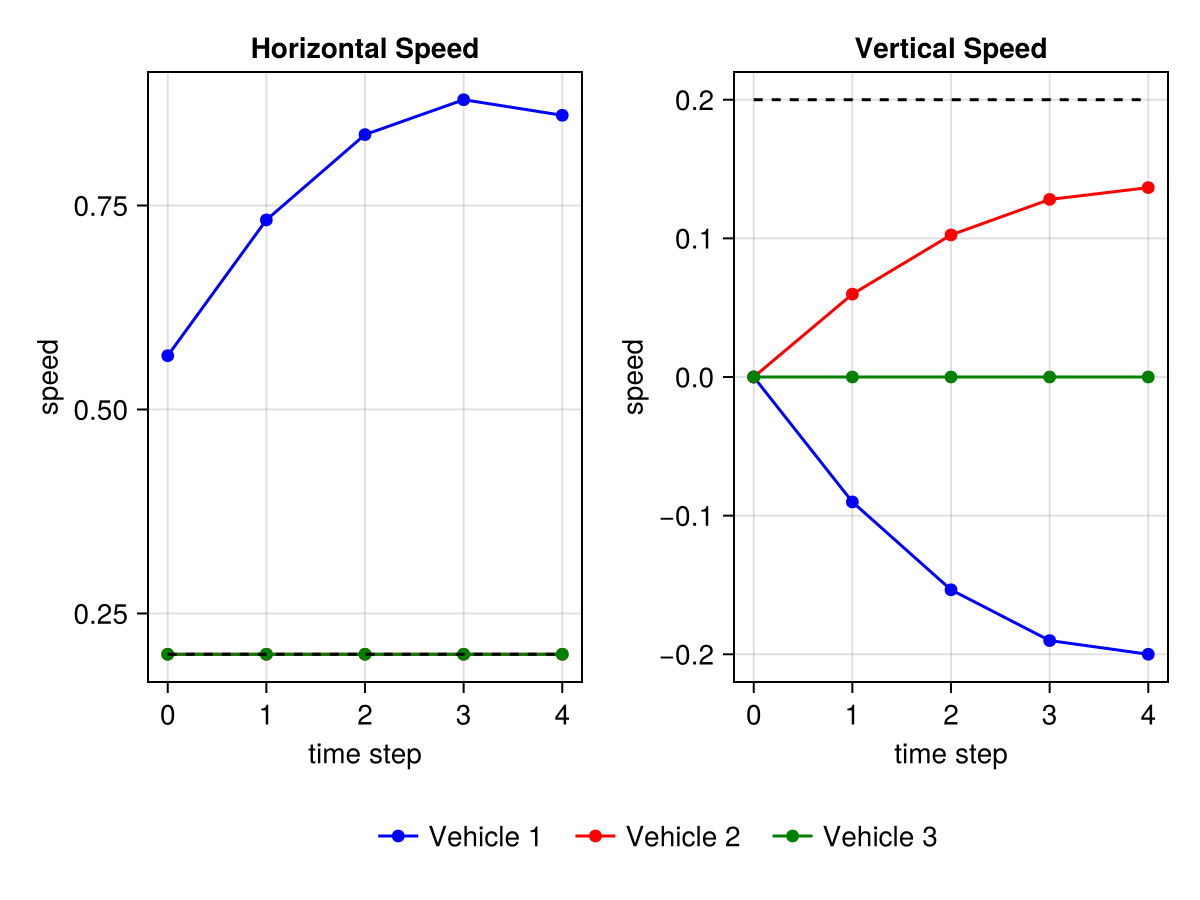 Horizontal Speed
0.75
0.50
0.25
speed
0 1 2 3 4
time step
Vertical Speed
0.2
0.1
0.0
−0.1
−0.2
speed
0 1 2 3 4
time step
Vehicle 1 Vehicle 2 Vehicle 3